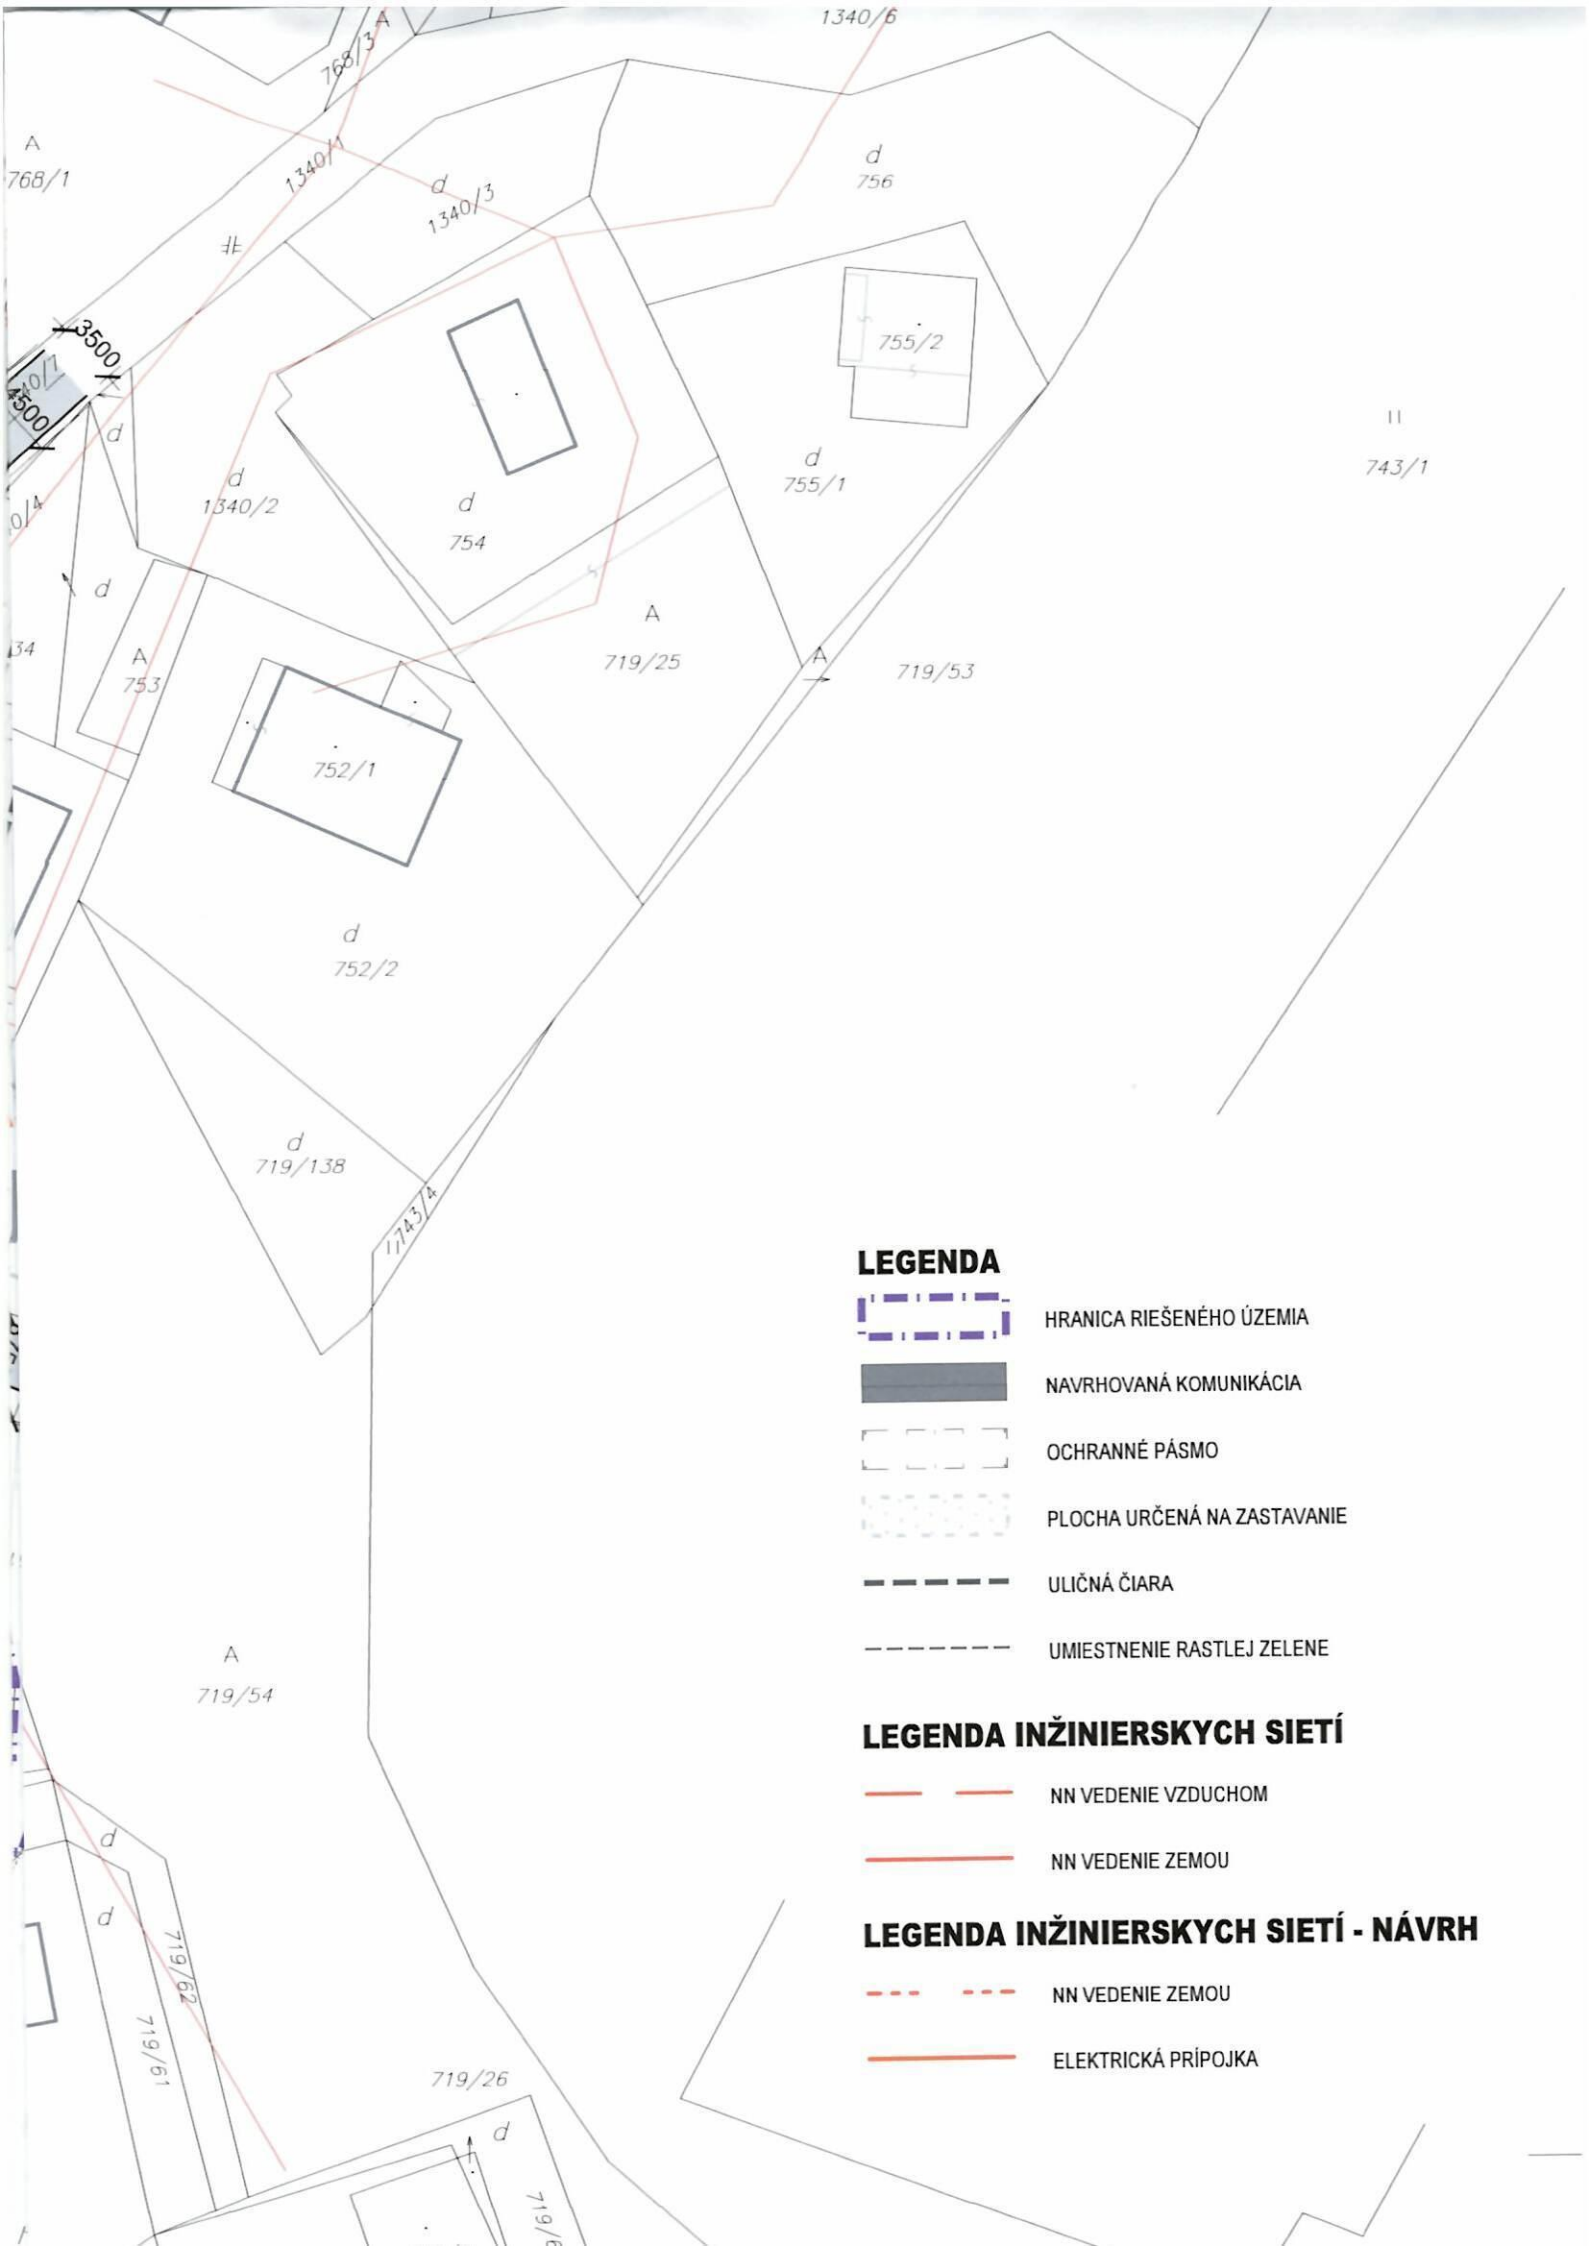 1340/6
A
768/3
A
768/1
1340/1
d
1340/3
d
756
3500
4500
755/2
d
d
1340/2
d
754
d
755/1
743/1
d
A
719/25
A
719/53
A
753
752/1
d
752/2
d
719/138
743/4
LEGENDA
HRANICA RIEŠENÉHO ÚZEMIA
NAVRHOVANÁ KOMUNIKÁCIA
OCHRANNÉ PÁSMO
PLOCHA URČENÁ NA ZASTAVANIE
ULIČNÁ ČIARA
UMIESTNENIE RASTLEJ ZELENE
A
719/54
LEGENDA INŽINIERSKYCH SIETÍ
NN VEDENIE VZDUCHOM
NN VEDENIE ZEMOU
d
d
719/62
719/61
LEGENDA INŽINIERSKYCH SIETÍ - NÁVRH
NN VEDENIE ZEMOU
ELEKTRICKÁ PRÍPOJKA
719/26
d